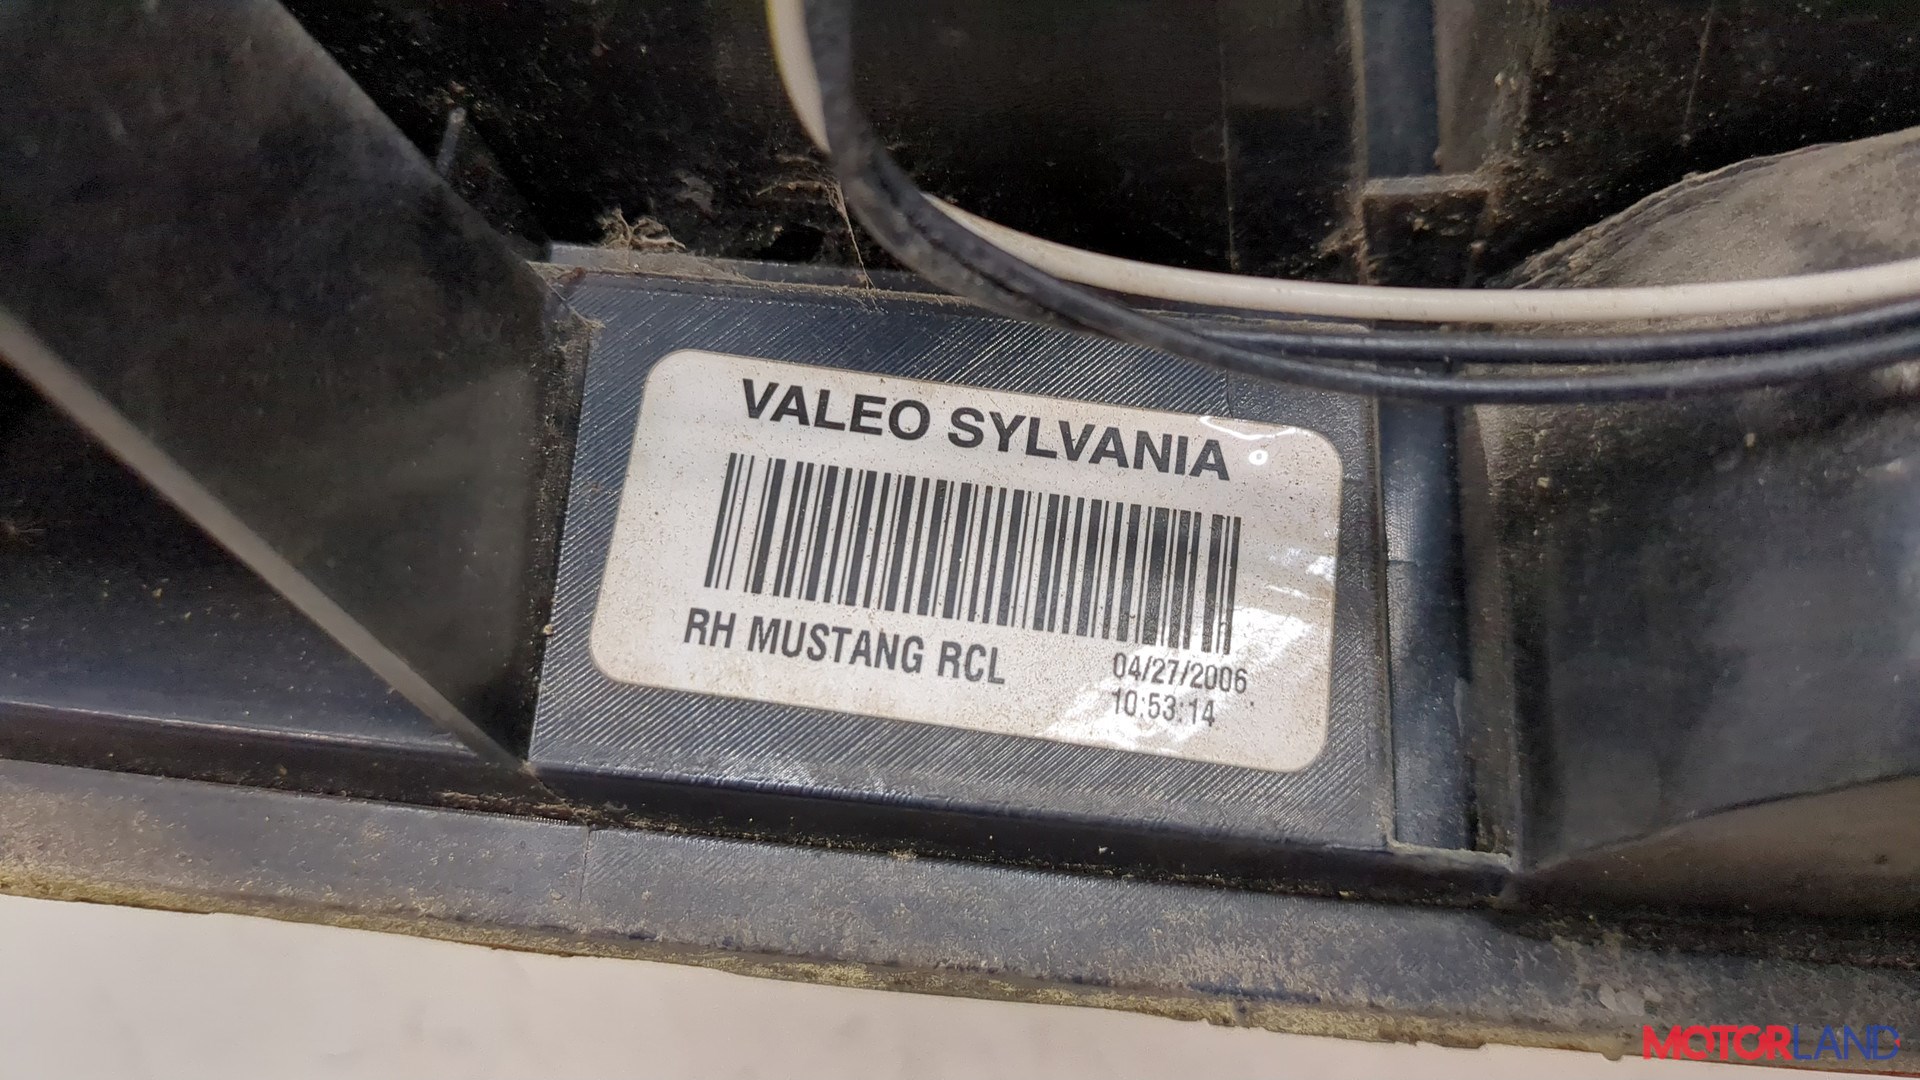 VALEO SYLVANIA
RH MUSTANG RCL
04/27/2006
10:53:14
MOTORLAND